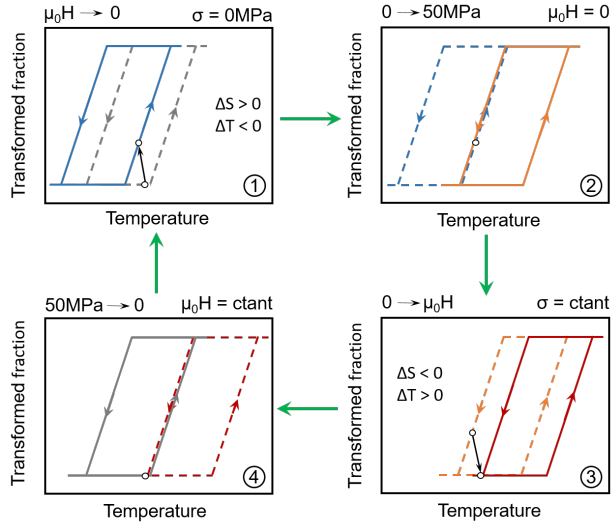 μ₀H → 0 σ = 0MPa
Transformed fraction
ΔS > 0
ΔT < 0
①
Temperature
0 → 50MPa μ₀H = 0
Transformed fraction
②
Temperature
50MPa → 0 μ₀H = ctant
Transformed fraction
④
Temperature
0 → μ₀H σ = ctant
Transformed fraction
ΔS < 0
ΔT > 0
③
Temperature